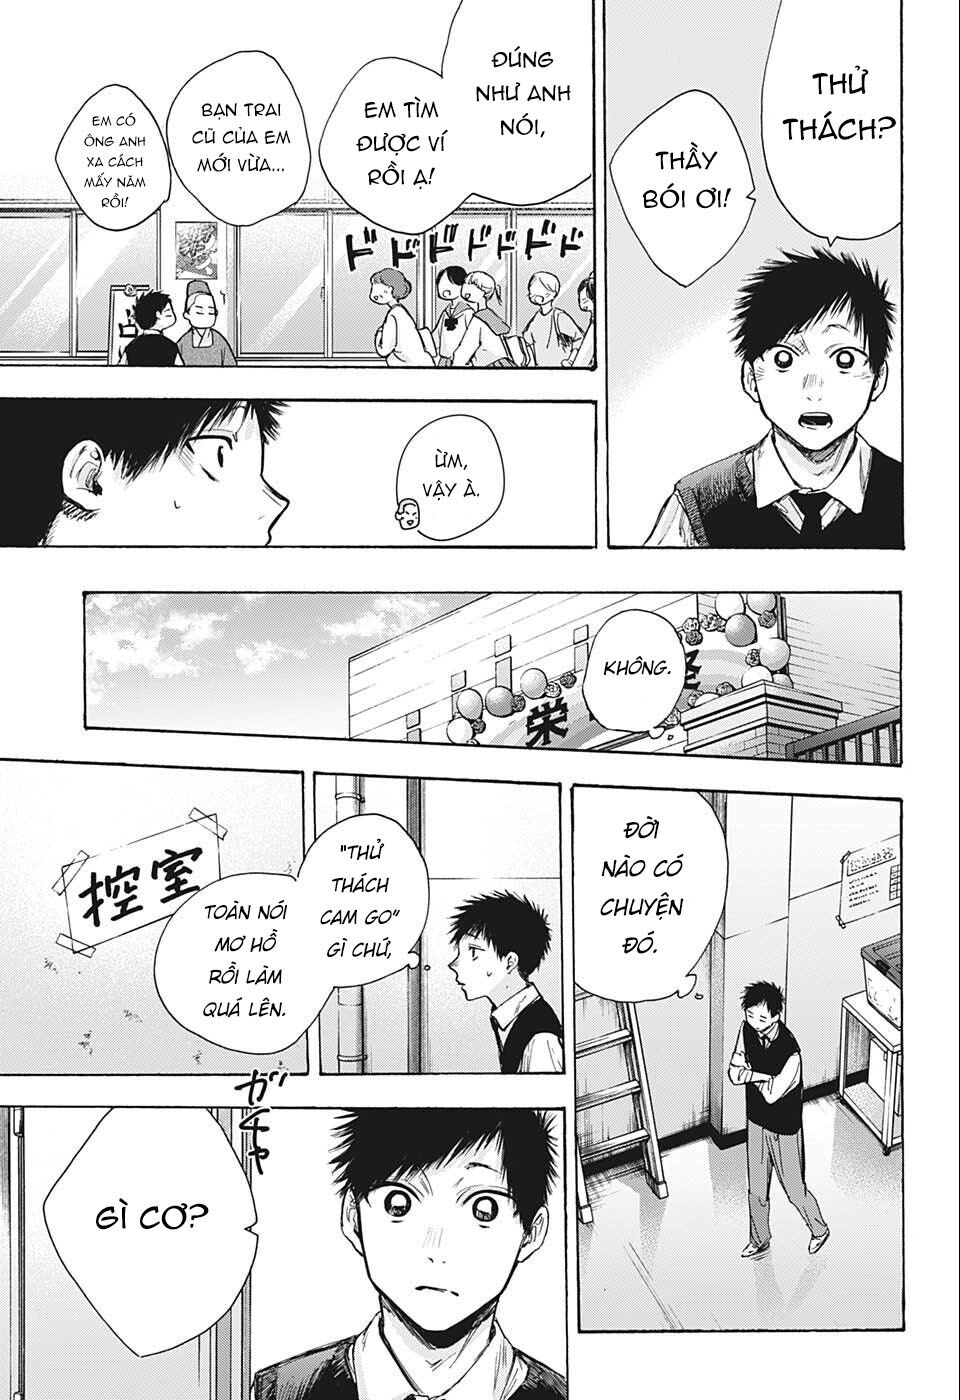 THỬ
THÁCH?
THẦY
BÓI ƠI!
ĐÚNG
NHƯ ANH
NÓI,
EM TÌM
ĐƯỢC VÍ
RỒI Ạ!
BẠN TRAI
CŨ CỦA EM
MỚI VỪA...
EM CÓ
ÔNG ANH
XA CÁCH
MẤY NĂM
RỒI!
ドドドドドドド
占
ỪM,
VẬY À.
KHÔNG.
栄
ĐỜI
NÀO CÓ
CHUYỆN
ĐÓ.
"THỬ
THÁCH
CAM GO"
GÌ CHỨ,
TOÀN NÓI
MƠ HỒ
RỒI LÀM
QUÁ LÊN.
控室
ガチャ
GÌ CƠ?